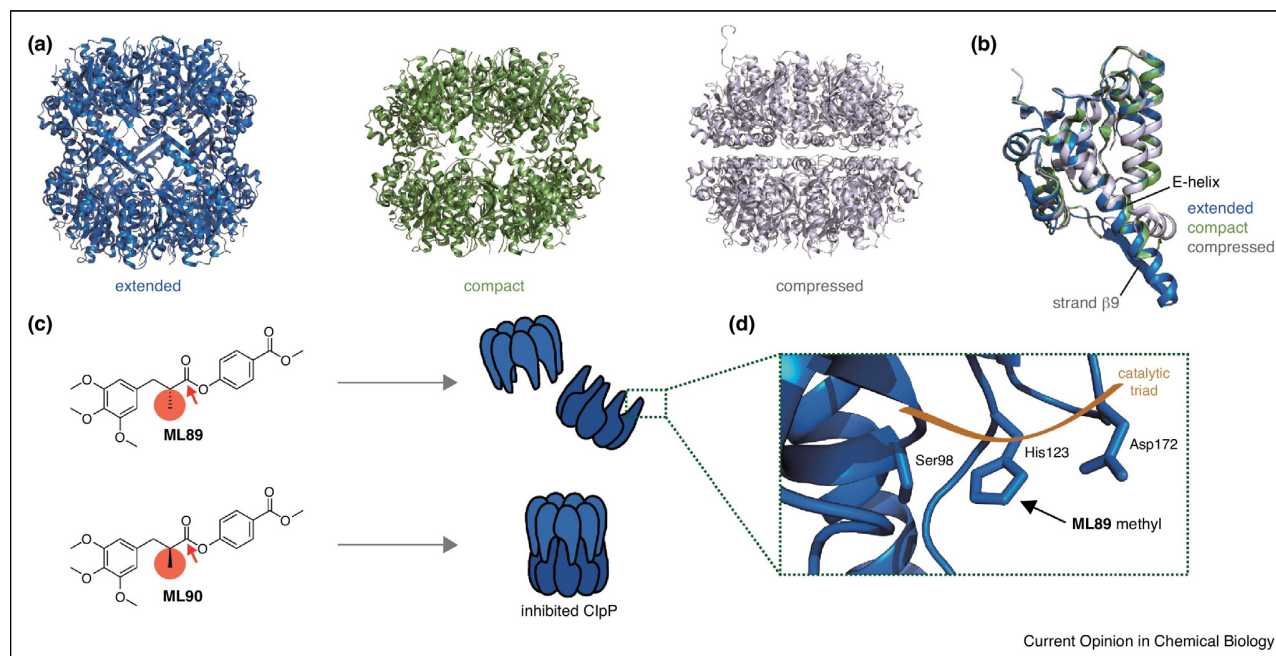 (a)
extended
compact
compressed
(b)
E-helix
extended
compact
compressed
strand β9
(c)
O
O
O
O
O
O
O
ML89
O
O
O
O
O
O
O
ML90
inhibited ClpP
(d)
catalytic
triad
Ser98
His123
Asp172
ML89 methyl
Current Opinion in Chemical Biology